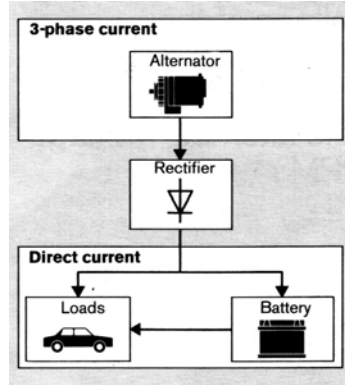 3-phase current
Alternator
Rectifier
Direct current
Loads
Battery